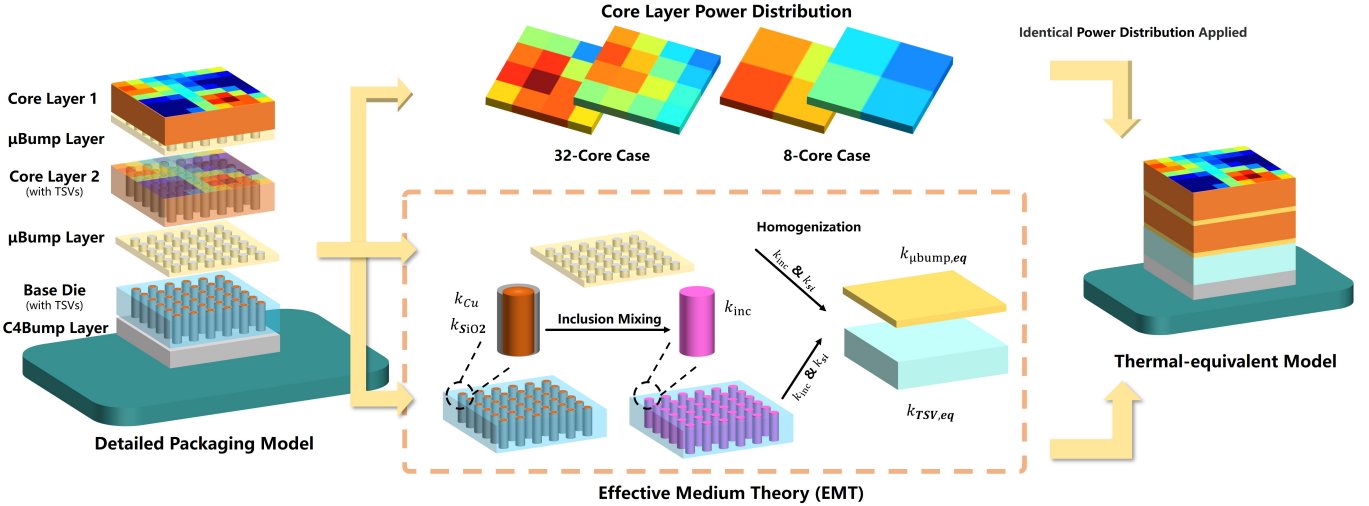 Core Layer Power Distribution
Identical Power Distribution Applied
Core Layer 1
μBump Layer
Core Layer 2
(with TSVs)
μBump Layer
Base Die
(with TSVs)
C4Bump Layer
Detailed Packaging Model
32-Core Case
8-Core Case
Homogenization
k_inc & k_si
k_μbump,eq
k_Cu
k_SiO2
Inclusion Mixing
k_inc
k_inc & k_si
k_TSV,eq
Effective Medium Theory (EMT)
Thermal-equivalent Model